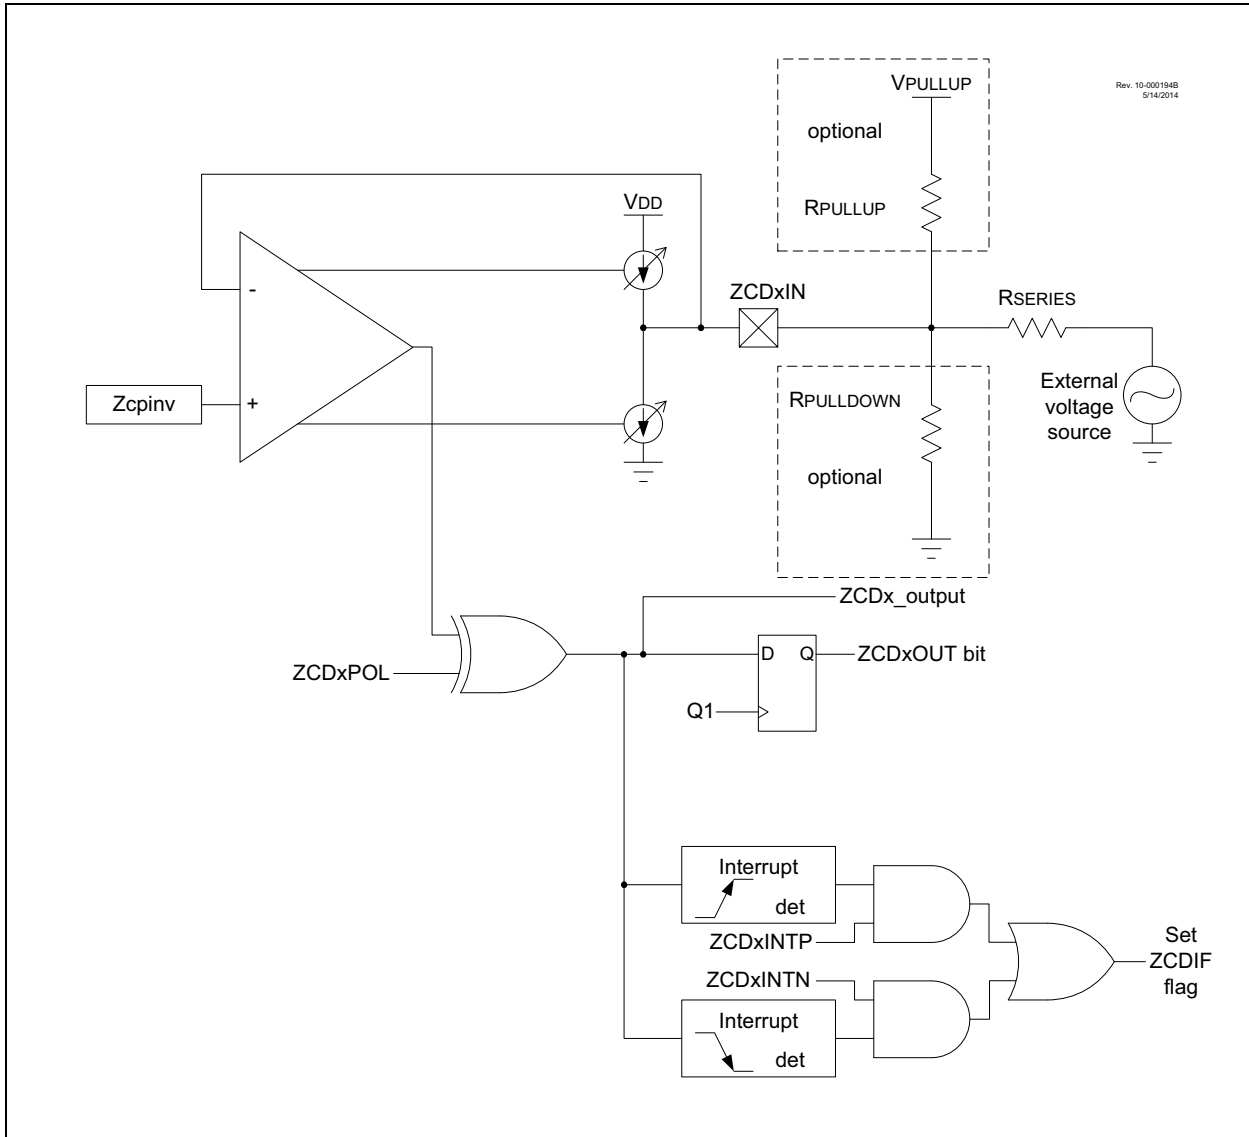 VPULLUP
Rev. 10-000194B
5/14/2014
optional
RPULLUP
VDD
ZCDxIN
RSERIES
-
Zcpinv
+
RPULLDOWN
External
voltage
source
optional
ZCDx_output
D Q
ZCDxOUT bit
ZCDxPOL
Q1
Interrupt
det
ZCDxINTP
Set
ZCDIF
flag
ZCDxINTN
Interrupt
det